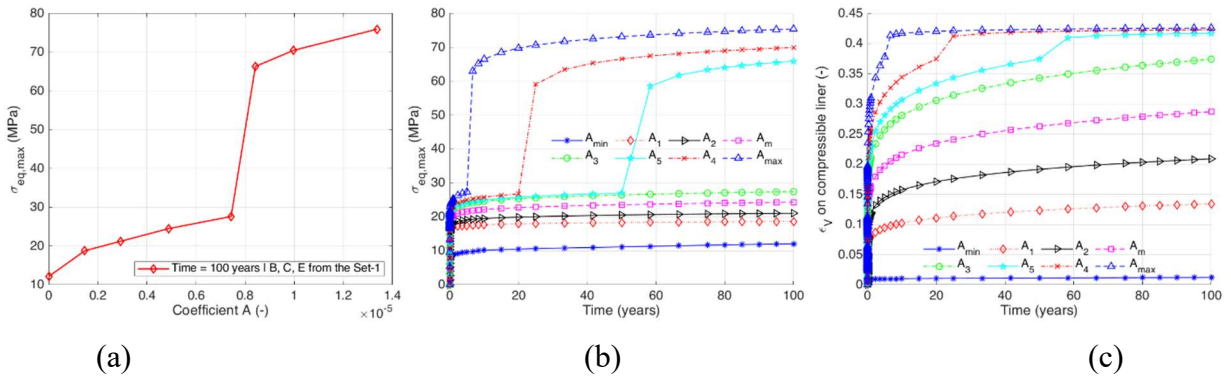 80
70
60
50
40
30
20
10
0 0.2 0.4 0.6 0.8 1 1.2 1.4
×10⁻⁵
σeq,max (MPa)
Coefficient A (-)
Time = 100 years | B, C, E from the Set-1
(a)
80
70
60
50
40
30
20
10
0
0 20 40 60 80 100
σeq,max (MPa)
Time (years)
Amin A1 A2 Am
A3 A5 A4 Amax
(b)
0.45
0.4
0.35
0.3
0.25
0.2
0.15
0.1
0.05
0
0 20 40 60 80 100
ϵV on compressible liner (-)
Time (years)
Amin A1 A2 Am
A3 A5 A4 Amax
(c)